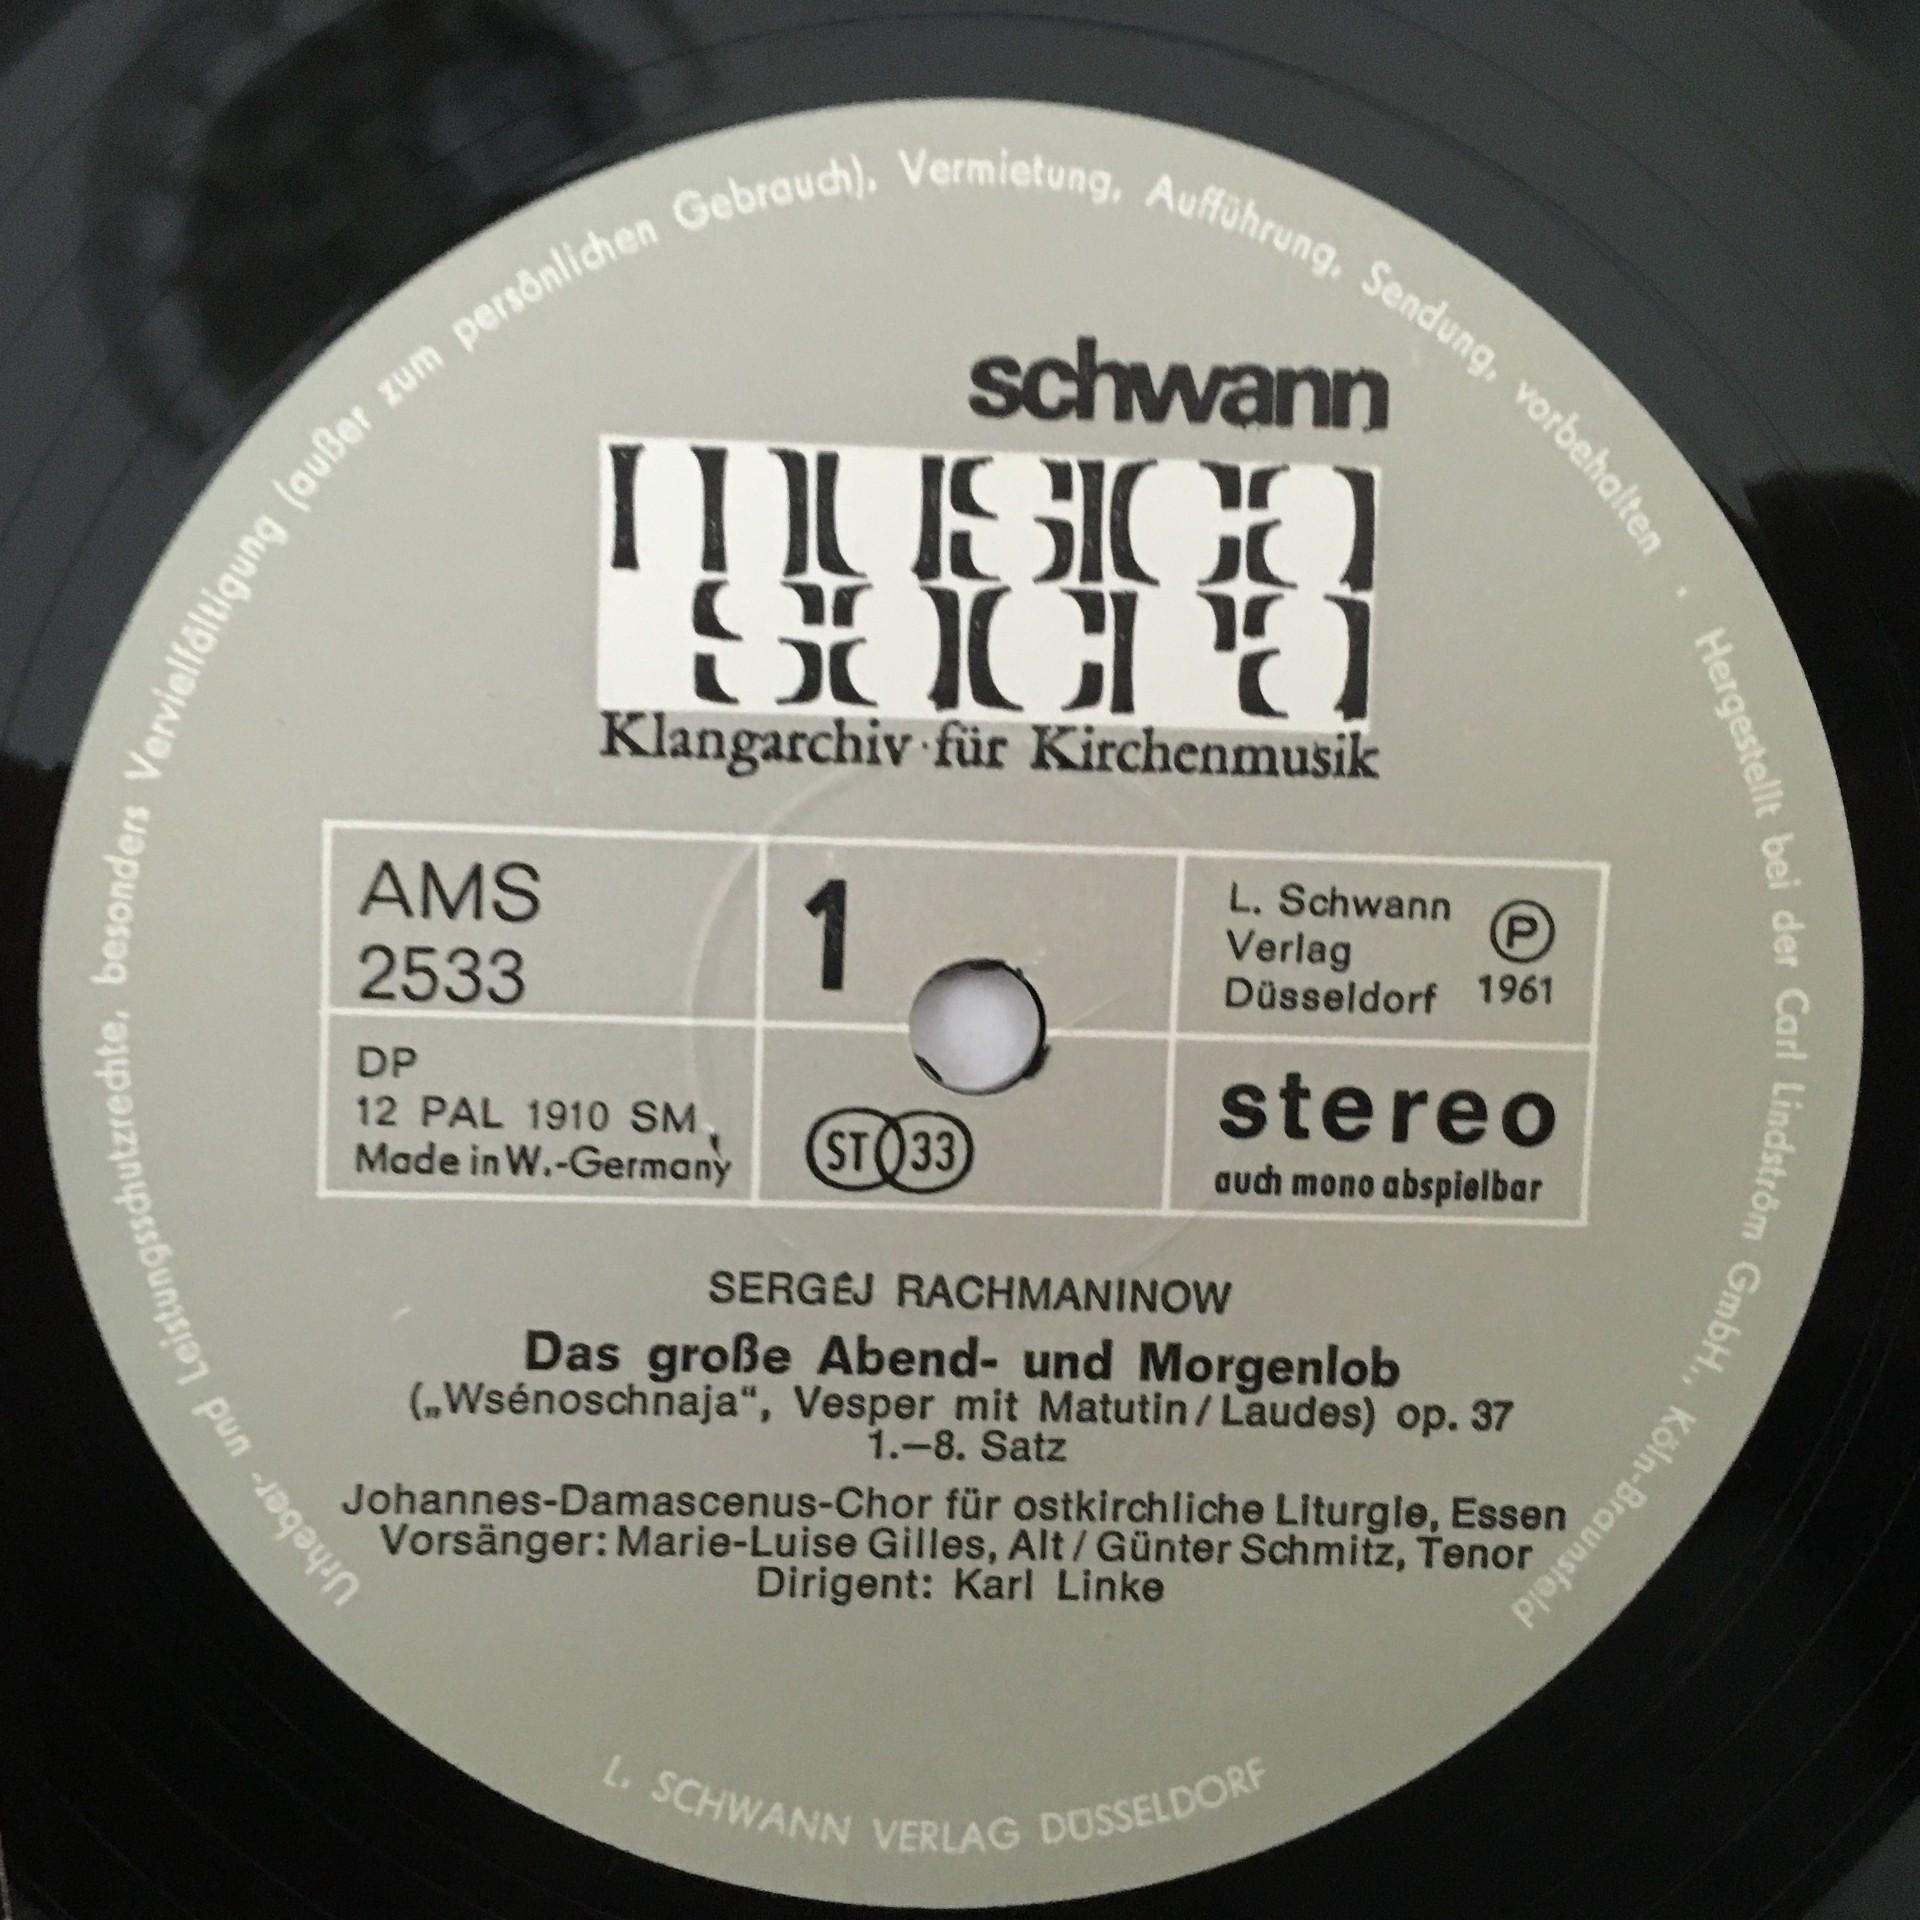 Urheber- und Leistungsschutzrechte, besonders Vervielfältigung (außer zum persönlichen Gebrauch), Vermietung, Aufführung, Sendung, vorbehalten · Hergestellt bei der Carl Lindström GmbH., Köln-Braunsfeld
schwann
musica
sacra
Klangarchiv für Kirchenmusik
AMS
2533
1
L. Schwann
Verlag
Düsseldorf
Ⓟ
1961
DP
12 PAL 1910 SM
Made in W.-Germany
ST 33
stereo
auch mono abspielbar
SERGÉJ RACHMANINOW
Das große Abend- und Morgenlob
(„Wsénoschnaja“, Vesper mit Matutin/Laudes) op. 37
1.–8. Satz
Johannes-Damascenus-Chor für ostkirchliche Liturgie, Essen
Vorsänger: Marie-Luise Gilles, Alt / Günter Schmitz, Tenor
Dirigent: Karl Linke
L. SCHWANN VERLAG DÜSSELDORF